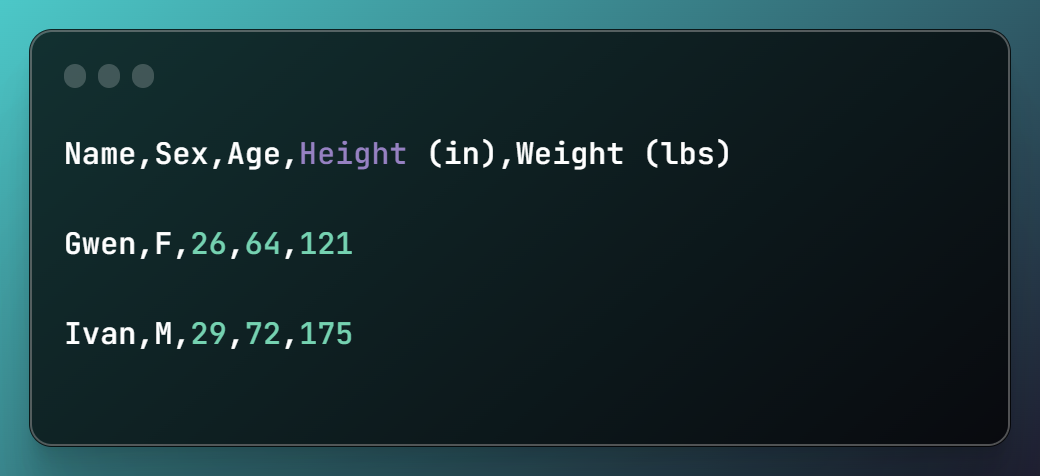 Name,Sex,Age,Height (in),Weight (lbs)
Gwen,F,26,64,121
Ivan,M,29,72,175